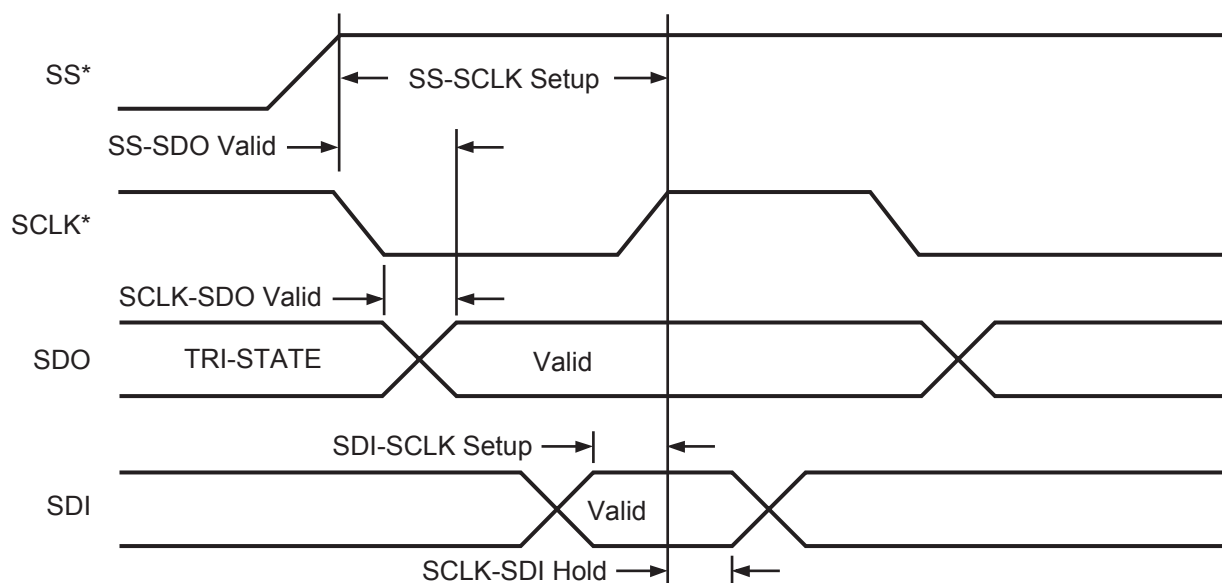 SS*
SS-SCLK Setup
SS-SDO Valid
SCLK*
SCLK-SDO Valid
SDO
TRI-STATE
Valid
SDI-SCLK Setup
SDI
Valid
SCLK-SDI Hold